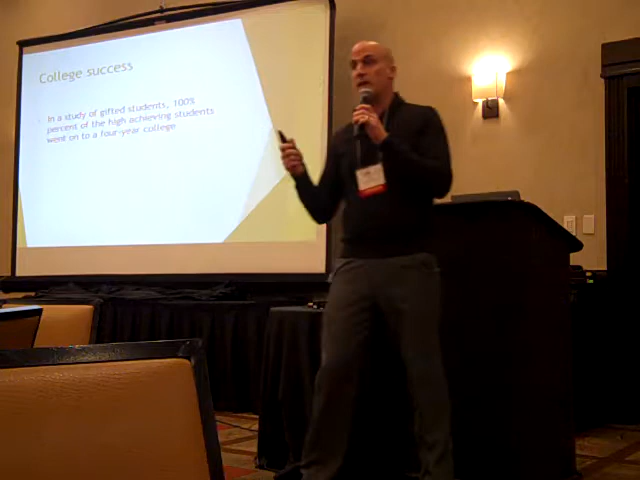 College success
In a study of gifted students, 100%
percent of the high achieving students
went on to a four-year college